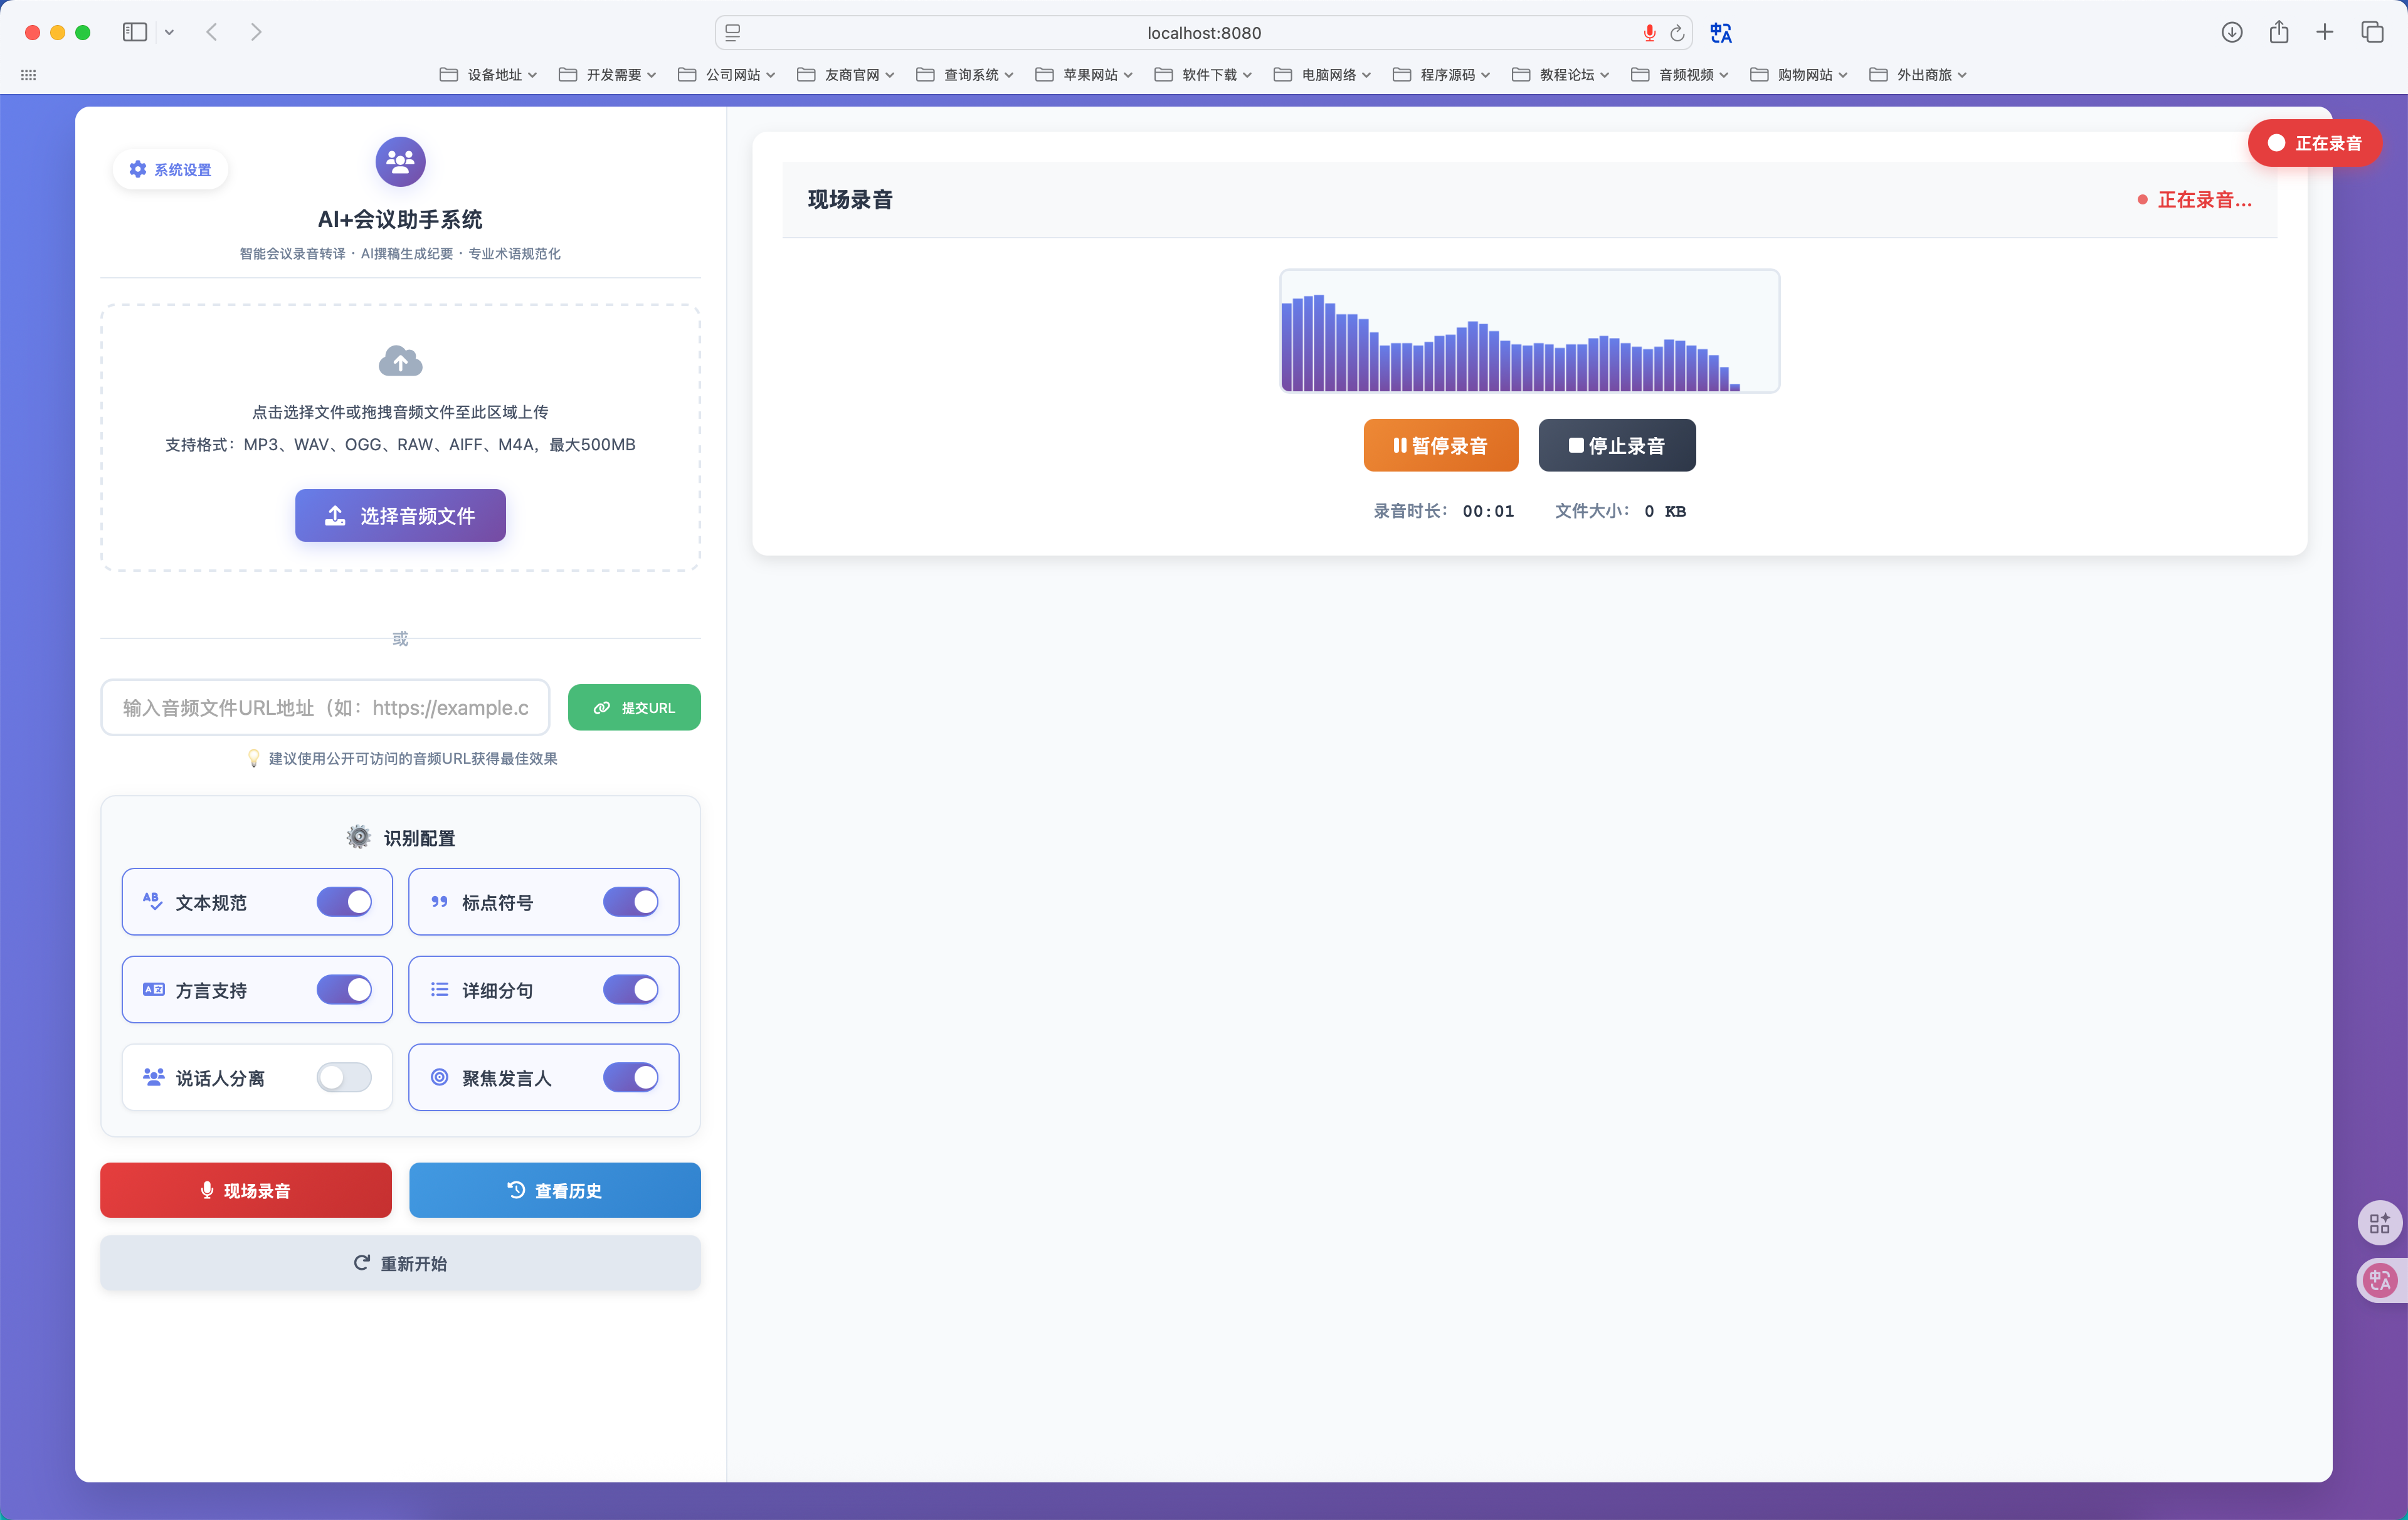 localhost:8080
设备地址
开发需要
公司网站
友商官网
查询系统
苹果网站
软件下载
电脑网络
程序源码
教程论坛
音频视频
购物网站
外出商旅
系统设置
AI+会议助手系统
智能会议录音转译 · AI撰稿生成纪要 · 专业术语规范化
点击选择文件或拖拽音频文件至此区域上传
支持格式：MP3、WAV、OGG、RAW、AIFF、M4A，最大500MB
选择音频文件
或
输入音频文件URL地址（如：https://example.c
提交URL
建议使用公开可访问的音频URL获得最佳效果
识别配置
文本规范
标点符号
方言支持
详细分句
说话人分离
聚焦发言人
现场录音
查看历史
重新开始
正在录音
现场录音
正在录音...
暂停录音
停止录音
录音时长： 00:01
文件大小： 0 KB